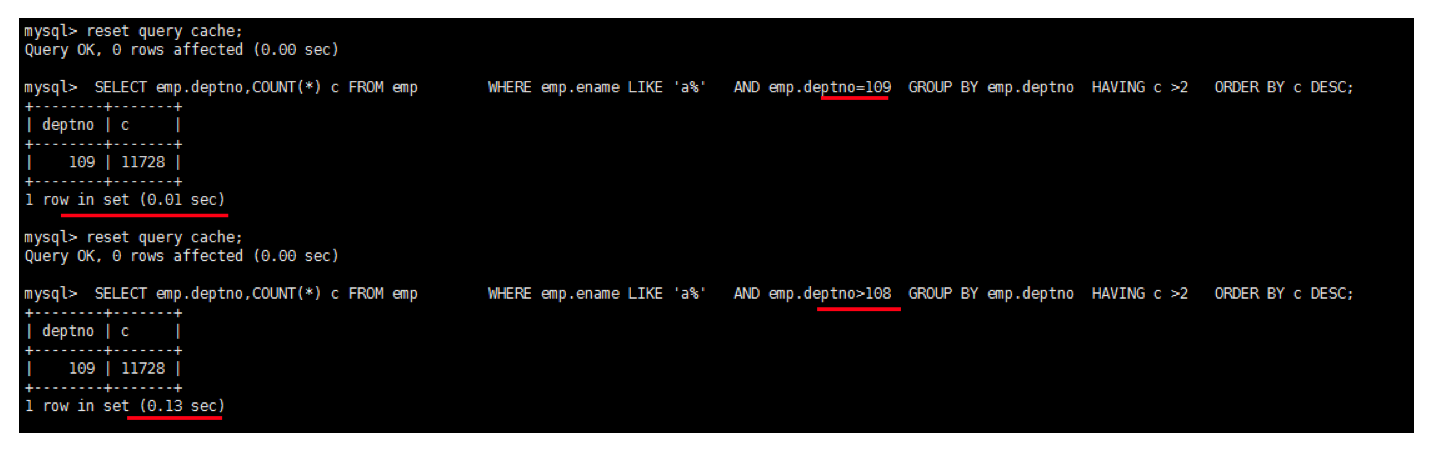 mysql> reset query cache;
Query OK, 0 rows affected (0.00 sec)
mysql>  SELECT emp.deptno,COUNT(*) c FROM emp        WHERE emp.ename LIKE 'a%'   AND emp.deptno=109  GROUP BY emp.deptno  HAVING c >2   ORDER BY c DESC;
+--------+-------+
| deptno | c     |
+--------+-------+
|    109 | 11728 |
+--------+-------+
1 row in set (0.01 sec)
mysql> reset query cache;
Query OK, 0 rows affected (0.00 sec)
mysql>  SELECT emp.deptno,COUNT(*) c FROM emp        WHERE emp.ename LIKE 'a%'   AND emp.deptno>108  GROUP BY emp.deptno  HAVING c >2   ORDER BY c DESC;
+--------+-------+
| deptno | c     |
+--------+-------+
|    109 | 11728 |
+--------+-------+
1 row in set (0.13 sec)